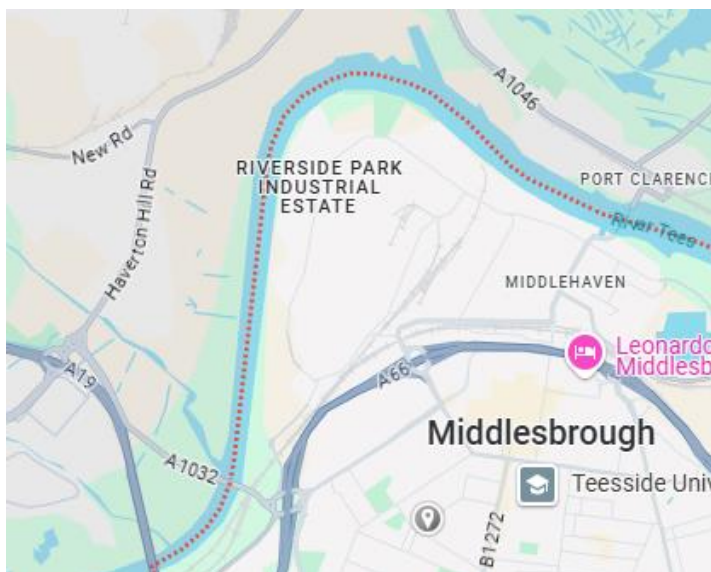 A1046
New Rd
RIVERSIDE PARK
INDUSTRIAL
ESTATE
PORT CLARENC
Haverton Hill Rd
River Tees
MIDDLEHAVEN
Leonardo
Middlesb
A19
A66
Middlesbrough
A1032
Teesside Univ
B1272